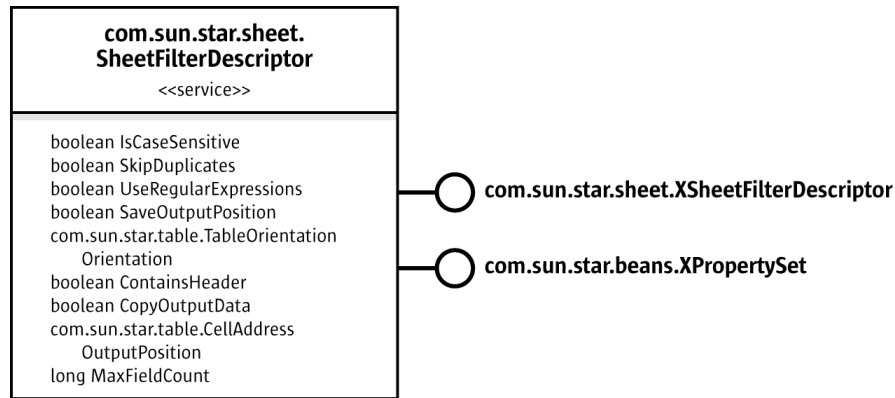 com.sun.star.sheet.
SheetFilterDescriptor
<<service>>
boolean IsCaseSensitive
boolean SkipDuplicates
boolean UseRegularExpressions
boolean SaveOutputPosition
com.sun.star.table.TableOrientation
Orientation
boolean ContainsHeader
boolean CopyOutputData
com.sun.star.table.CellAddress
OutputPosition
long MaxFieldCount
com.sun.star.sheet.XSheetFilterDescriptor
com.sun.star.beans.XPropertySet